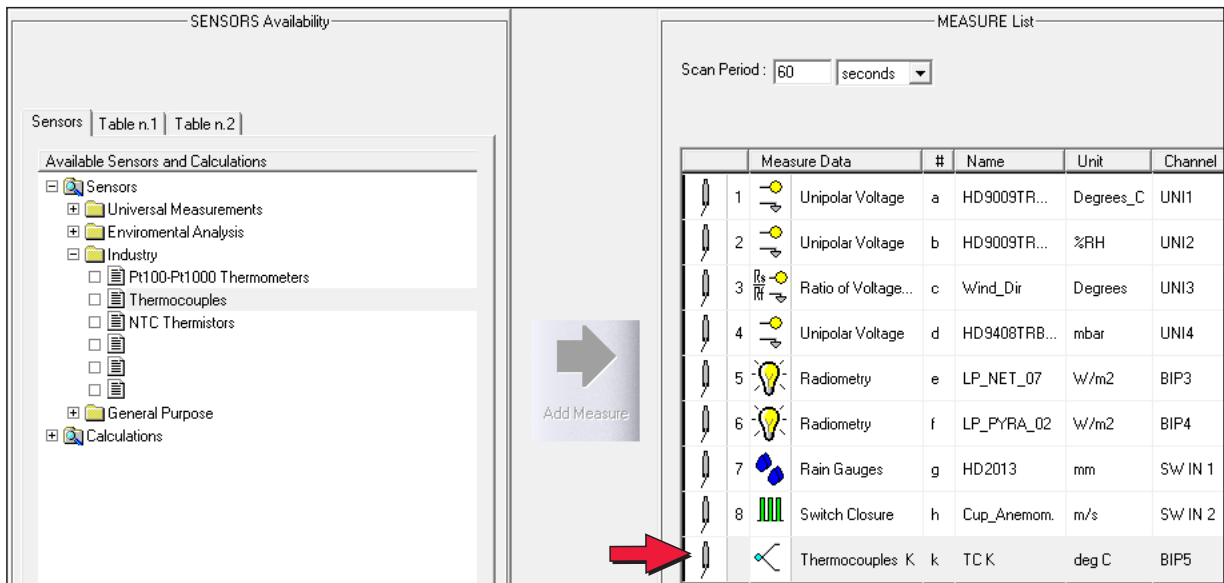 SENSORS Availability
Sensors Table n.1 Table n.2
Available Sensors and Calculations
Sensors
Universal Measurements
Enviromental Analysis
Industry
Pt100-Pt1000 Thermometers
Thermocouples
NTC Thermistors
General Purpose
Calculations
Add Measure
MEASURE List
Scan Period : 60 seconds
Measure Data # Name Unit Channel
1 Unipolar Voltage a HD9009TR... Degrees_C UNI1
2 Unipolar Voltage b HD9009TR... %RH UNI2
3 Rs Rf Ratio of Voltage... c Wind_Dir Degrees UNI3
4 Unipolar Voltage d HD9408TRB... mbar UNI4
5 Radiometry e LP_NET_07 W/m2 BIP3
6 Radiometry f LP_PYRA_02 W/m2 BIP4
7 Rain Gauges g HD2013 mm SW IN 1
8 Switch Closure h Cup_Anemom. m/s SW IN 2
Thermocouples K k TC K deg C BIP5